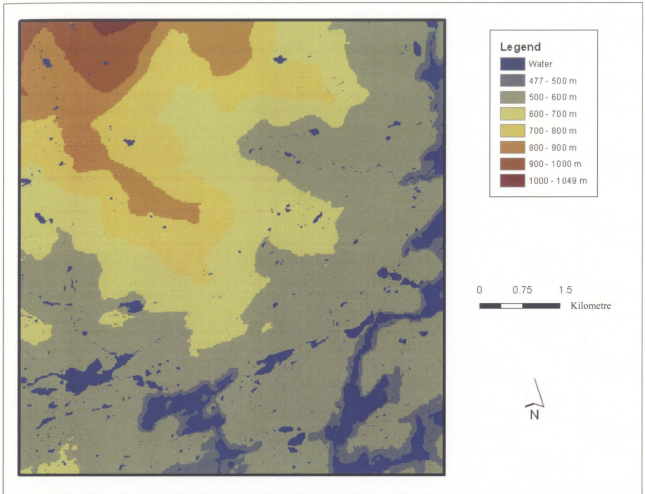 Legend
Water
477 - 500 m
500 - 600 m
600 - 700 m
700 - 800 m
800 - 900 m
900 - 1000 m
1000 - 1049 m
0 0.75 1.5
Kilometre
N